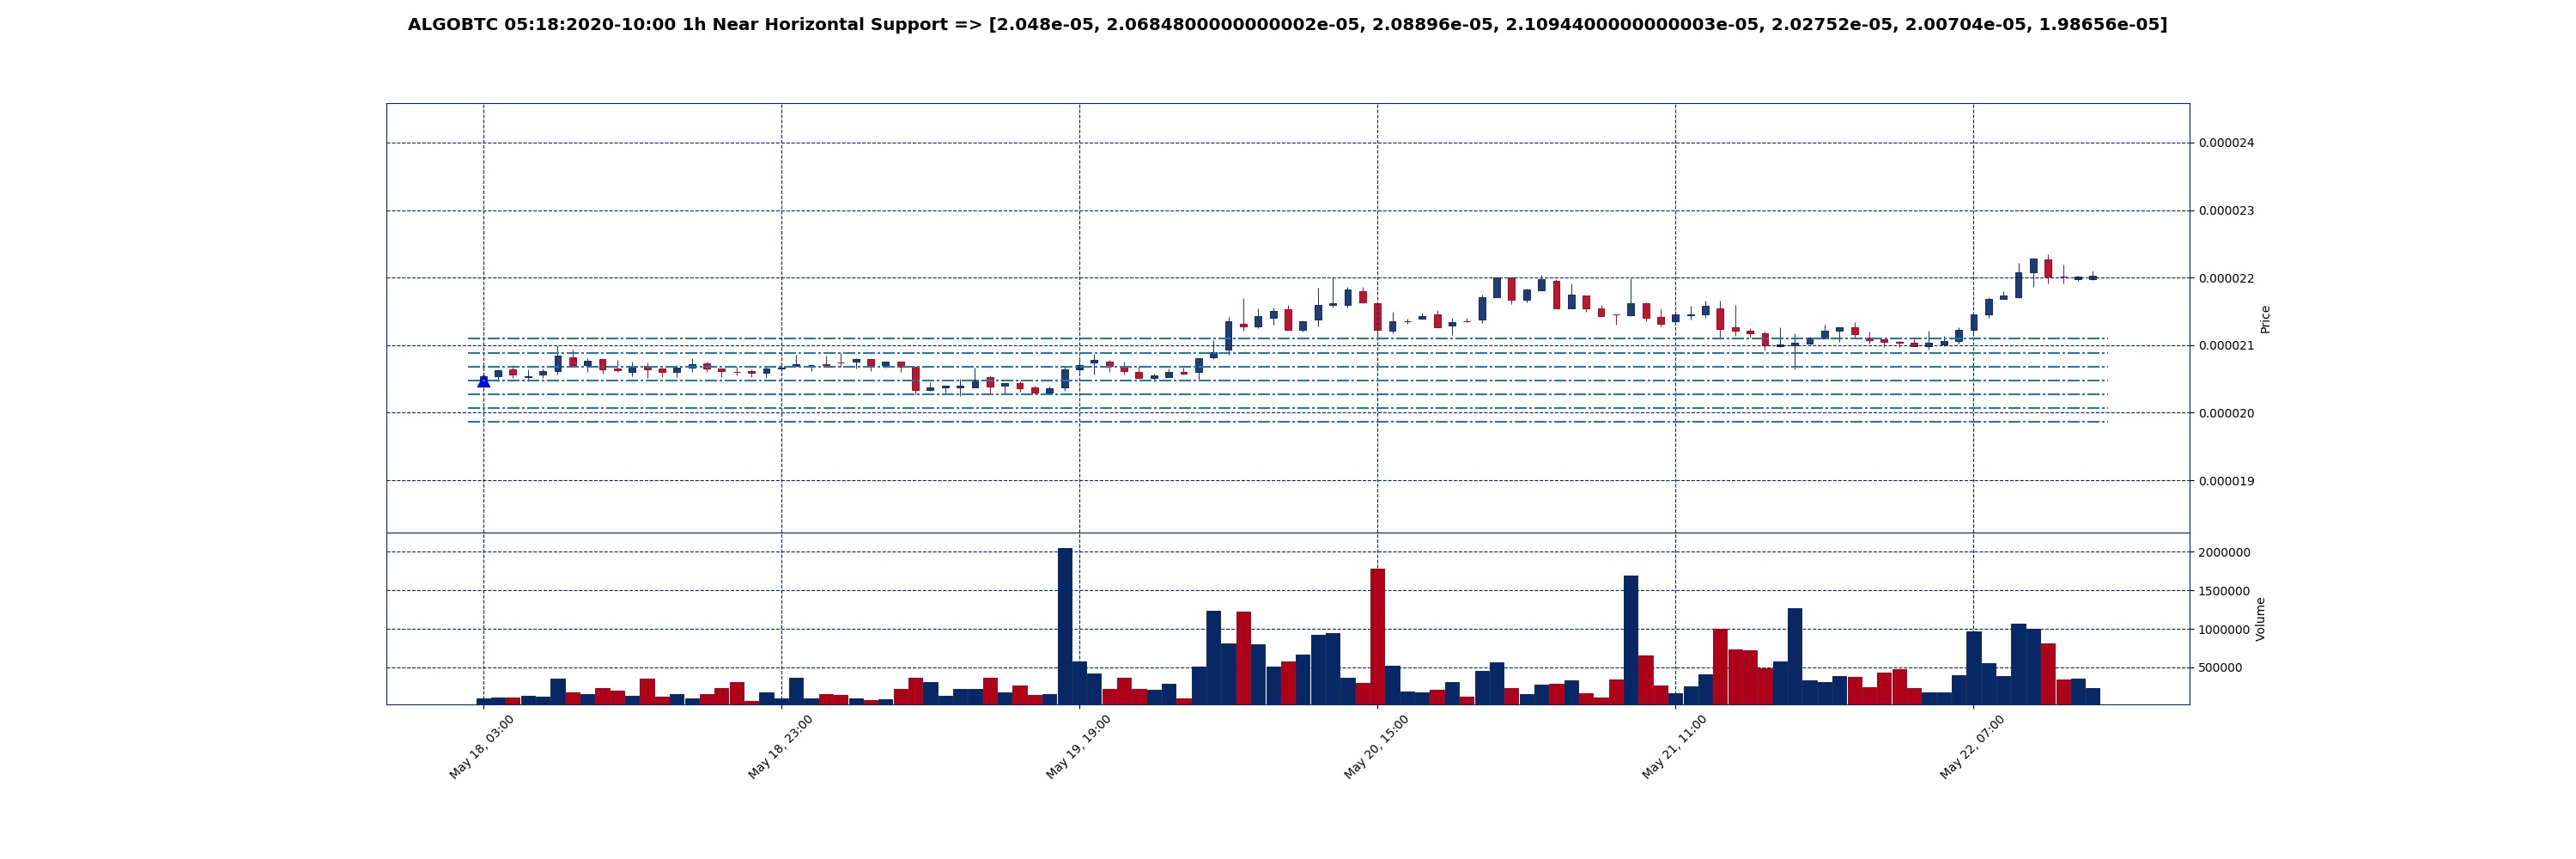 ALGOBTC 05:18:2020-10:00 1h Near Horizontal Support => [2.048e-05, 2.0684800000000002e-05, 2.08896e-05, 2.1094400000000003e-05, 2.02752e-05, 2.00704e-05, 1.98656e-05]
0.000024
0.000023
0.000022
0.000021
0.000020
0.000019
Price
2000000
1500000
1000000
500000
Volume
May 18, 03:00
May 18, 23:00
May 19, 19:00
May 20, 15:00
May 21, 11:00
May 22, 07:00